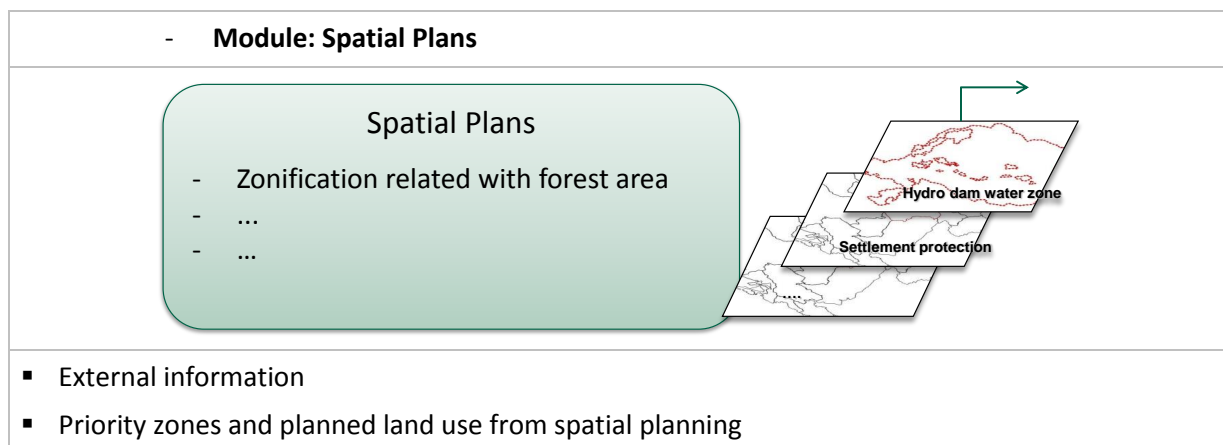 - Module: Spatial Plans
Spatial Plans
- Zonification related with forest area
- ...
- ...
Hydro dam water zone
Settlement protection
....
▪ External information
▪ Priority zones and planned land use from spatial planning